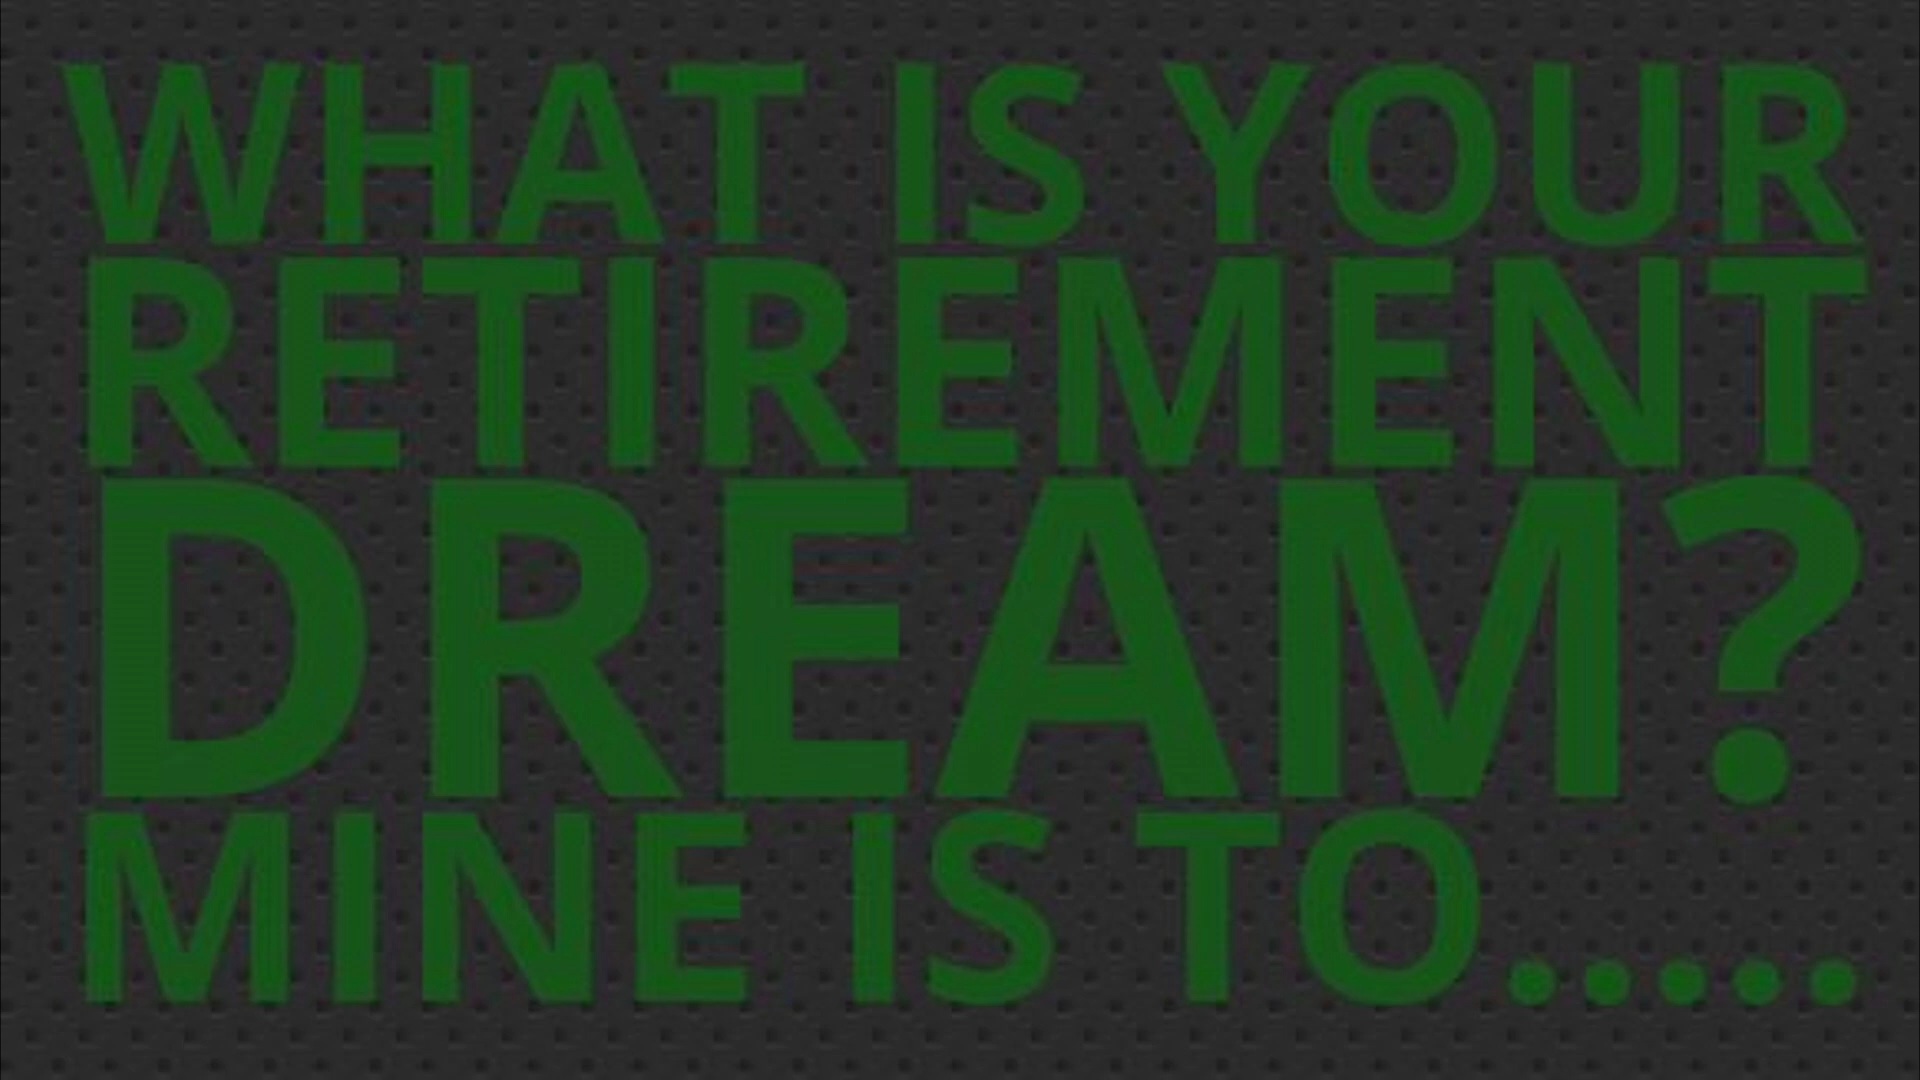 WHAT IS YOUR
RETIREMENT
DREAM?
MINE IS TO.....